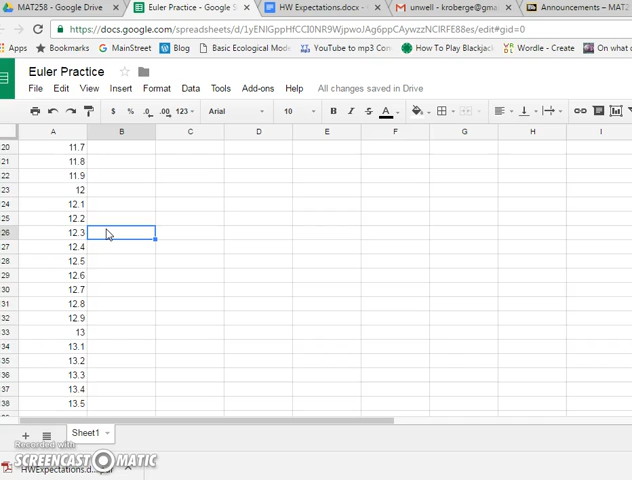 MAT258 - Google Drive
Euler Practice - Google S
HW Expectations.docx -
unwell - kroberge@gma
Announcements – MAT2
https://docs.google.com/spreadsheets/d/1yENIGppHfCCI0NR9WjpwoJAg6ppCAywzzNCIRFE88es/edit#gid=0
Apps
Bookmarks
MainStreet
Blog
Basic Ecological Mode
YouTube to mp3 Con
How To Play Blackjack
Wordle - Create
On what o
Euler Practice
File Edit View Insert Format Data Tools Add-ons Help All changes saved in Drive
$ % .0 .00 123 Arial 10 B I S A
A B C D E F G H I
20 11.7
21 11.8
22 11.9
23 12
24 12.1
25 12.2
26 12.3
27 12.4
28 12.5
29 12.6
30 12.7
31 12.8
32 12.9
33 13
34 13.1
35 13.2
36 13.3
37 13.4
38 13.5
Sheet1
Recorded with
SCREENCAST MATIC
HWExpectations.d....pdf